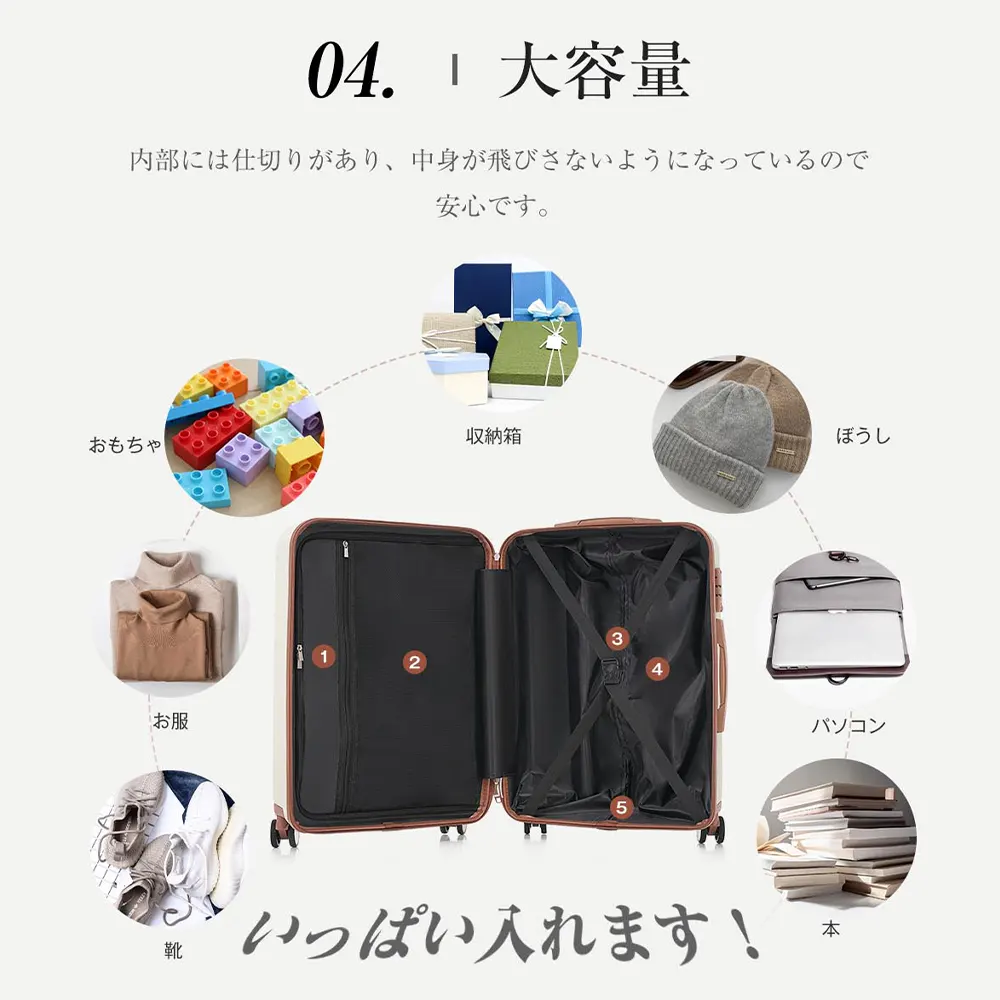 04. | 大容量
内部には仕切りがあり、中身が飛びさないようになっているので
安心です。
収納箱
おもちゃ
ぼうし
1
2
3
4
5
お服
パソコン
靴
本
いっぱい入れます！